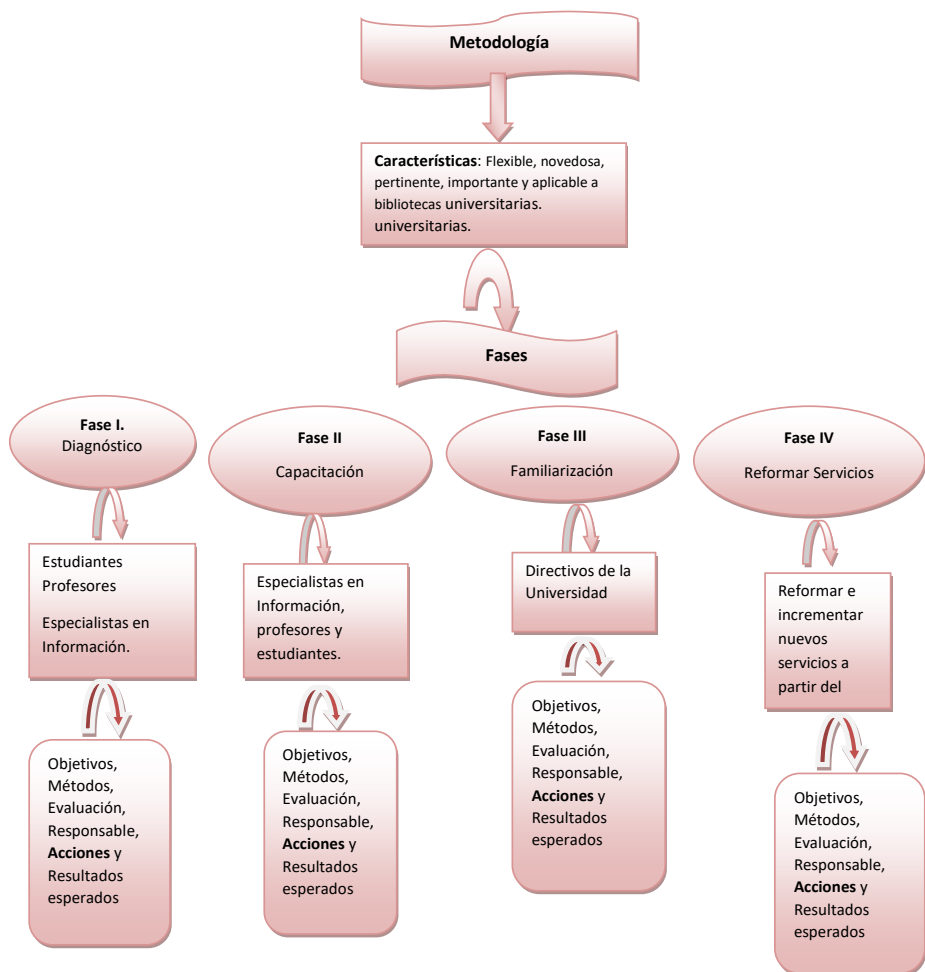 Metodología
Características: Flexible, novedosa,
pertinente, importante y aplicable a
bibliotecas universitarias.
universitarias.
Fases
Fase I.
Diagnóstico
Fase II
Capacitación
Fase III
Familiarización
Fase IV
Reformar Servicios
Estudiantes
Profesores
Especialistas en
Información.
Especialistas en
Información,
profesores y
estudiantes.
Directivos de la
Universidad
Reformar e
incrementar
nuevos
servicios a
partir del
Objetivos,
Métodos,
Evaluación,
Responsable,
Acciones y
Resultados
esperados
Objetivos,
Métodos,
Evaluación,
Responsable,
Acciones y
Resultados
esperados
Objetivos,
Métodos,
Evaluación,
Responsable,
Acciones y
Resultados
esperados
Objetivos,
Métodos,
Evaluación,
Responsable,
Acciones y
Resultados
esperados